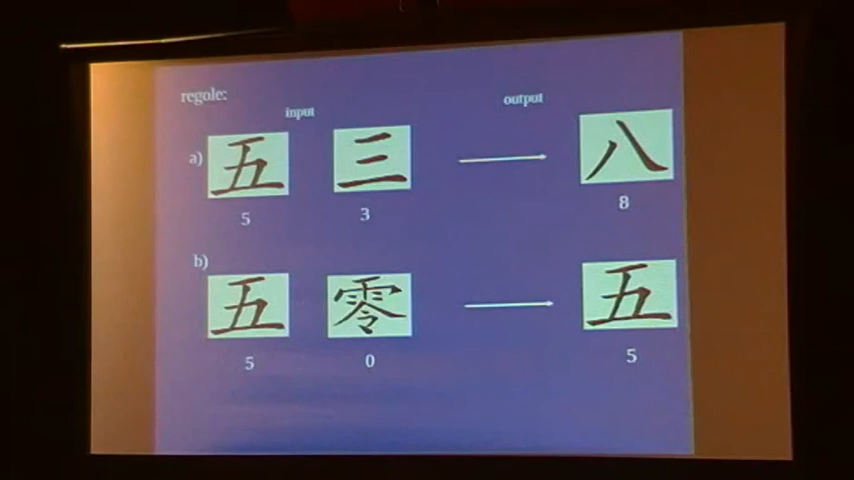 regole:
input output
a) 五 三 八
5 3 8
b)
五 零 五
5 0 5